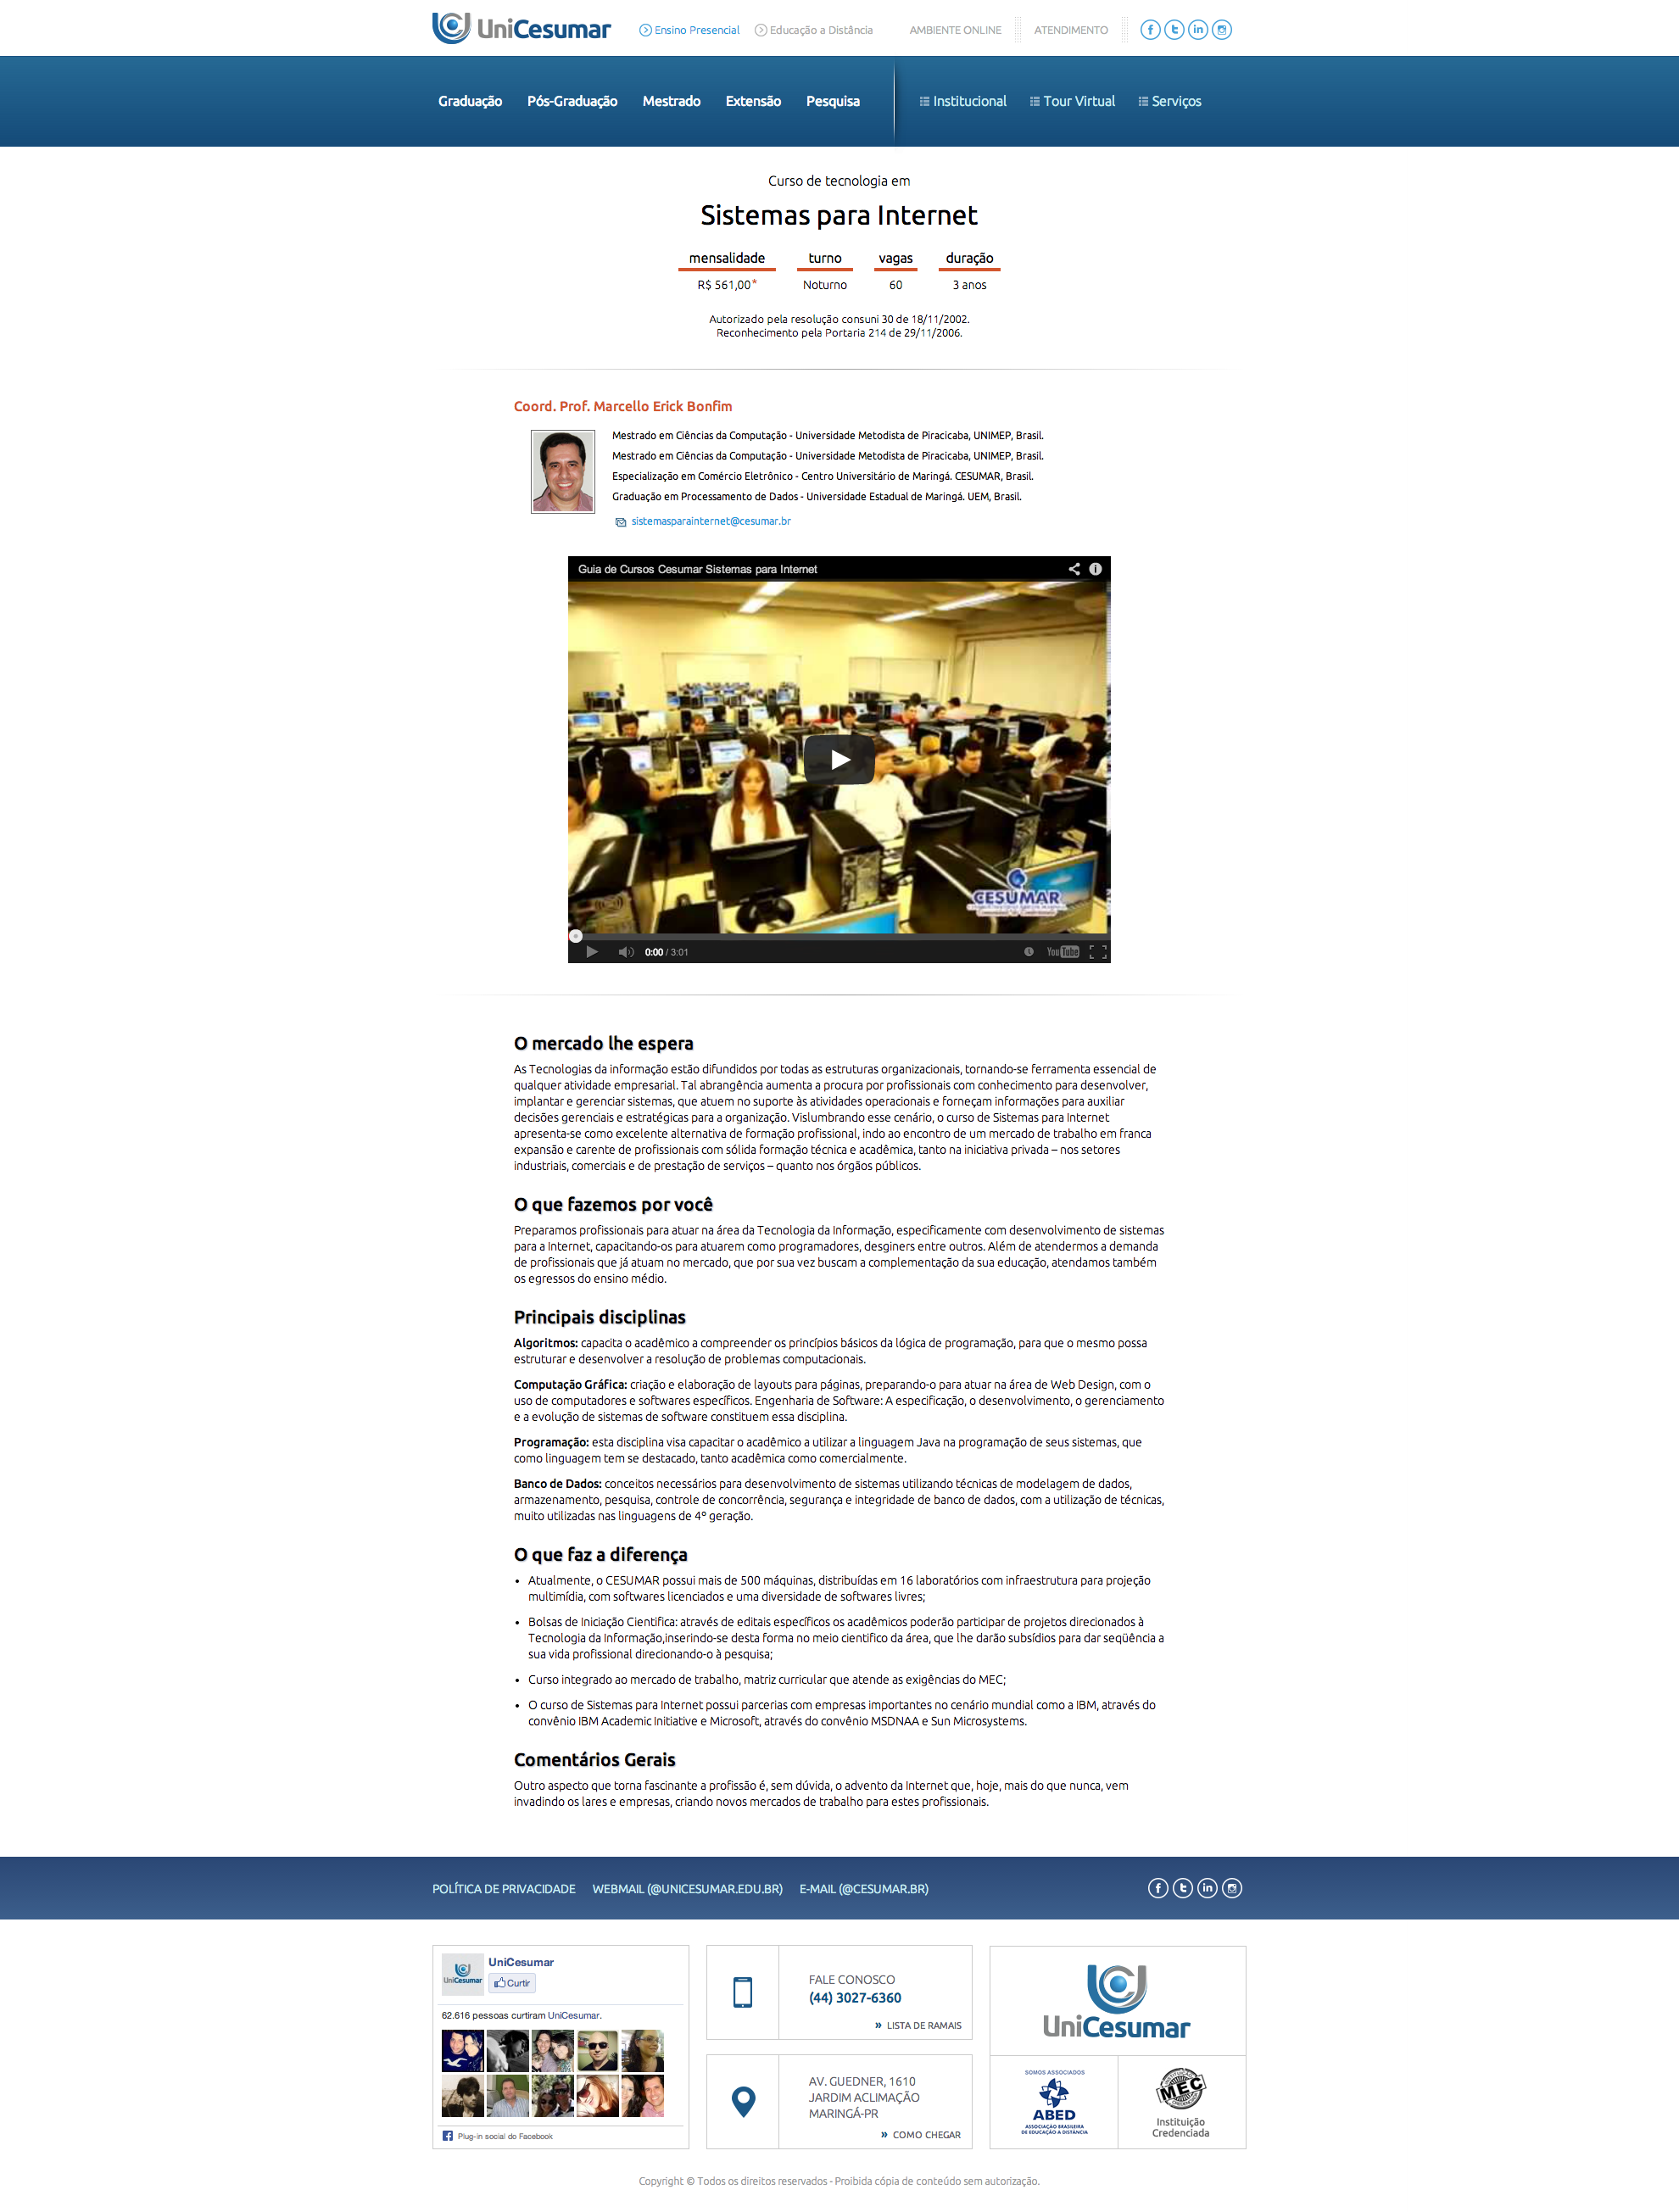 UniCesumar
Ensino Presencial
Educação a Distância
AMBIENTE ONLINE
ATENDIMENTO
Graduação
Pós-Graduação
Mestrado
Extensão
Pesquisa
Institucional
Tour Virtual
Serviços
Curso de tecnologia em
Sistemas para Internet
mensalidade turno vagas duração
R$ 561,00* Noturno 60 3 anos
Autorizado pela resolução consuni 30 de 18/11/2002.
Reconhecimento pela Portaria 214 de 29/11/2006.
Coord. Prof. Marcello Erick Bonfim
Mestrado em Ciências da Computação - Universidade Metodista de Piracicaba, UNIMEP, Brasil.
Mestrado em Ciências da Computação - Universidade Metodista de Piracicaba, UNIMEP, Brasil.
Especialização em Comércio Eletrônico - Centro Universitário de Maringá. CESUMAR, Brasil.
Graduação em Processamento de Dados - Universidade Estadual de Maringá. UEM, Brasil.
sistemasparainternet@cesumar.br
Guia de Cursos Cesumar Sistemas para Internet
CESUMAR
0:00 / 3:01
YouTube
O mercado lhe espera
As Tecnologias da informação estão difundidos por todas as estruturas organizacionais, tornando-se ferramenta essencial de
qualquer atividade empresarial. Tal abrangência aumenta a procura por profissionais com conhecimento para desenvolver,
implantar e gerenciar sistemas, que atuem no suporte às atividades operacionais e forneçam informações para auxiliar
decisões gerenciais e estratégicas para a organização. Vislumbrando esse cenário, o curso de Sistemas para Internet
apresenta-se como excelente alternativa de formação profissional, indo ao encontro de um mercado de trabalho em franca
expansão e carente de profissionais com sólida formação técnica e acadêmica, tanto na iniciativa privada – nos setores
industriais, comerciais e de prestação de serviços – quanto nos órgãos públicos.
O que fazemos por você
Preparamos profissionais para atuar na área da Tecnologia da Informação, especificamente com desenvolvimento de sistemas
para a Internet, capacitando-os para atuarem como programadores, desginers entre outros. Além de atendermos a demanda
de profissionais que já atuam no mercado, que por sua vez buscam a complementação da sua educação, atendamos também
os egressos do ensino médio.
Principais disciplinas
Algoritmos: capacita o acadêmico a compreender os princípios básicos da lógica de programação, para que o mesmo possa
estruturar e desenvolver a resolução de problemas computacionais.
Computação Gráfica: criação e elaboração de layouts para páginas, preparando-o para atuar na área de Web Design, com o
uso de computadores e softwares específicos. Engenharia de Software: A especificação, o desenvolvimento, o gerenciamento
e a evolução de sistemas de software constituem essa disciplina.
Programação: esta disciplina visa capacitar o acadêmico a utilizar a linguagem Java na programação de seus sistemas, que
como linguagem tem se destacado, tanto acadêmica como comercialmente.
Banco de Dados: conceitos necessários para desenvolvimento de sistemas utilizando técnicas de modelagem de dados,
armazenamento, pesquisa, controle de concorrência, segurança e integridade de banco de dados, com a utilização de técnicas,
muito utilizadas nas linguagens de 4º geração.
O que faz a diferença
• Atualmente, o CESUMAR possui mais de 500 máquinas, distribuídas em 16 laboratórios com infraestrutura para projeção
multimídia, com softwares licenciados e uma diversidade de softwares livres;
• Bolsas de Iniciação Cientifica: através de editais específicos os acadêmicos poderão participar de projetos direcionados à
Tecnologia da Informação,inserindo-se desta forma no meio cientifico da área, que lhe darão subsídios para dar seqüência a
sua vida profissional direcionando-o à pesquisa;
• Curso integrado ao mercado de trabalho, matriz curricular que atende as exigências do MEC;
• O curso de Sistemas para Internet possui parcerias com empresas importantes no cenário mundial como a IBM, através do
convênio IBM Academic Initiative e Microsoft, através do convênio MSDNAA e Sun Microsystems.
Comentários Gerais
Outro aspecto que torna fascinante a profissão é, sem dúvida, o advento da Internet que, hoje, mais do que nunca, vem
invadindo os lares e empresas, criando novos mercados de trabalho para estes profissionais.
POLÍTICA DE PRIVACIDADE WEBMAIL (@UNICESUMAR.EDU.BR) E-MAIL (@CESUMAR.BR)
UniCesumar
UniCesumar
Curtir
62.616 pessoas curtiram UniCesumar.
Plug-in social do Facebook
FALE CONOSCO
(44) 3027-6360
» LISTA DE RAMAIS
AV. GUEDNER, 1610
JARDIM ACLIMAÇÃO
MARINGÁ-PR
» COMO CHEGAR
UniCesumar
SOMOS ASSOCIADOS
ABED
ASSOCIAÇÃO BRASILEIRA
DE EDUCAÇÃO A DISTÂNCIA
MEC
Instituição
Credenciada
Copyright © Todos os direitos reservados - Proibida cópia de conteúdo sem autorização.